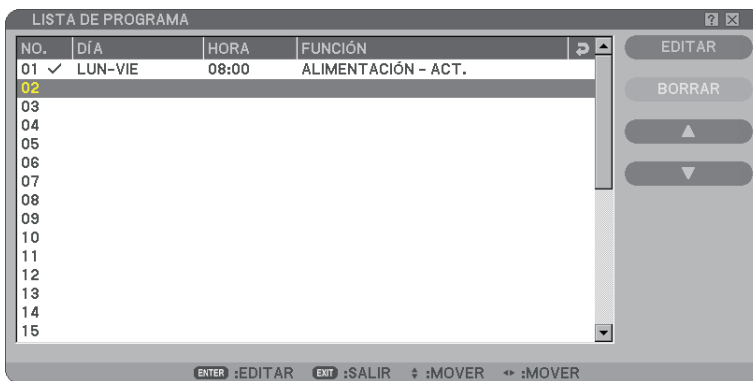 LISTA DE PROGRAMA
NO. DÍA HORA FUNCIÓN
01 ✓ LUN-VIE 08:00 ALIMENTACIÓN - ACT.
02
03
04
05
06
07
08
09
10
11
12
13
14
15
EDITAR
BORRAR
ENTER :EDITAR EXIT :SALIR :MOVER :MOVER